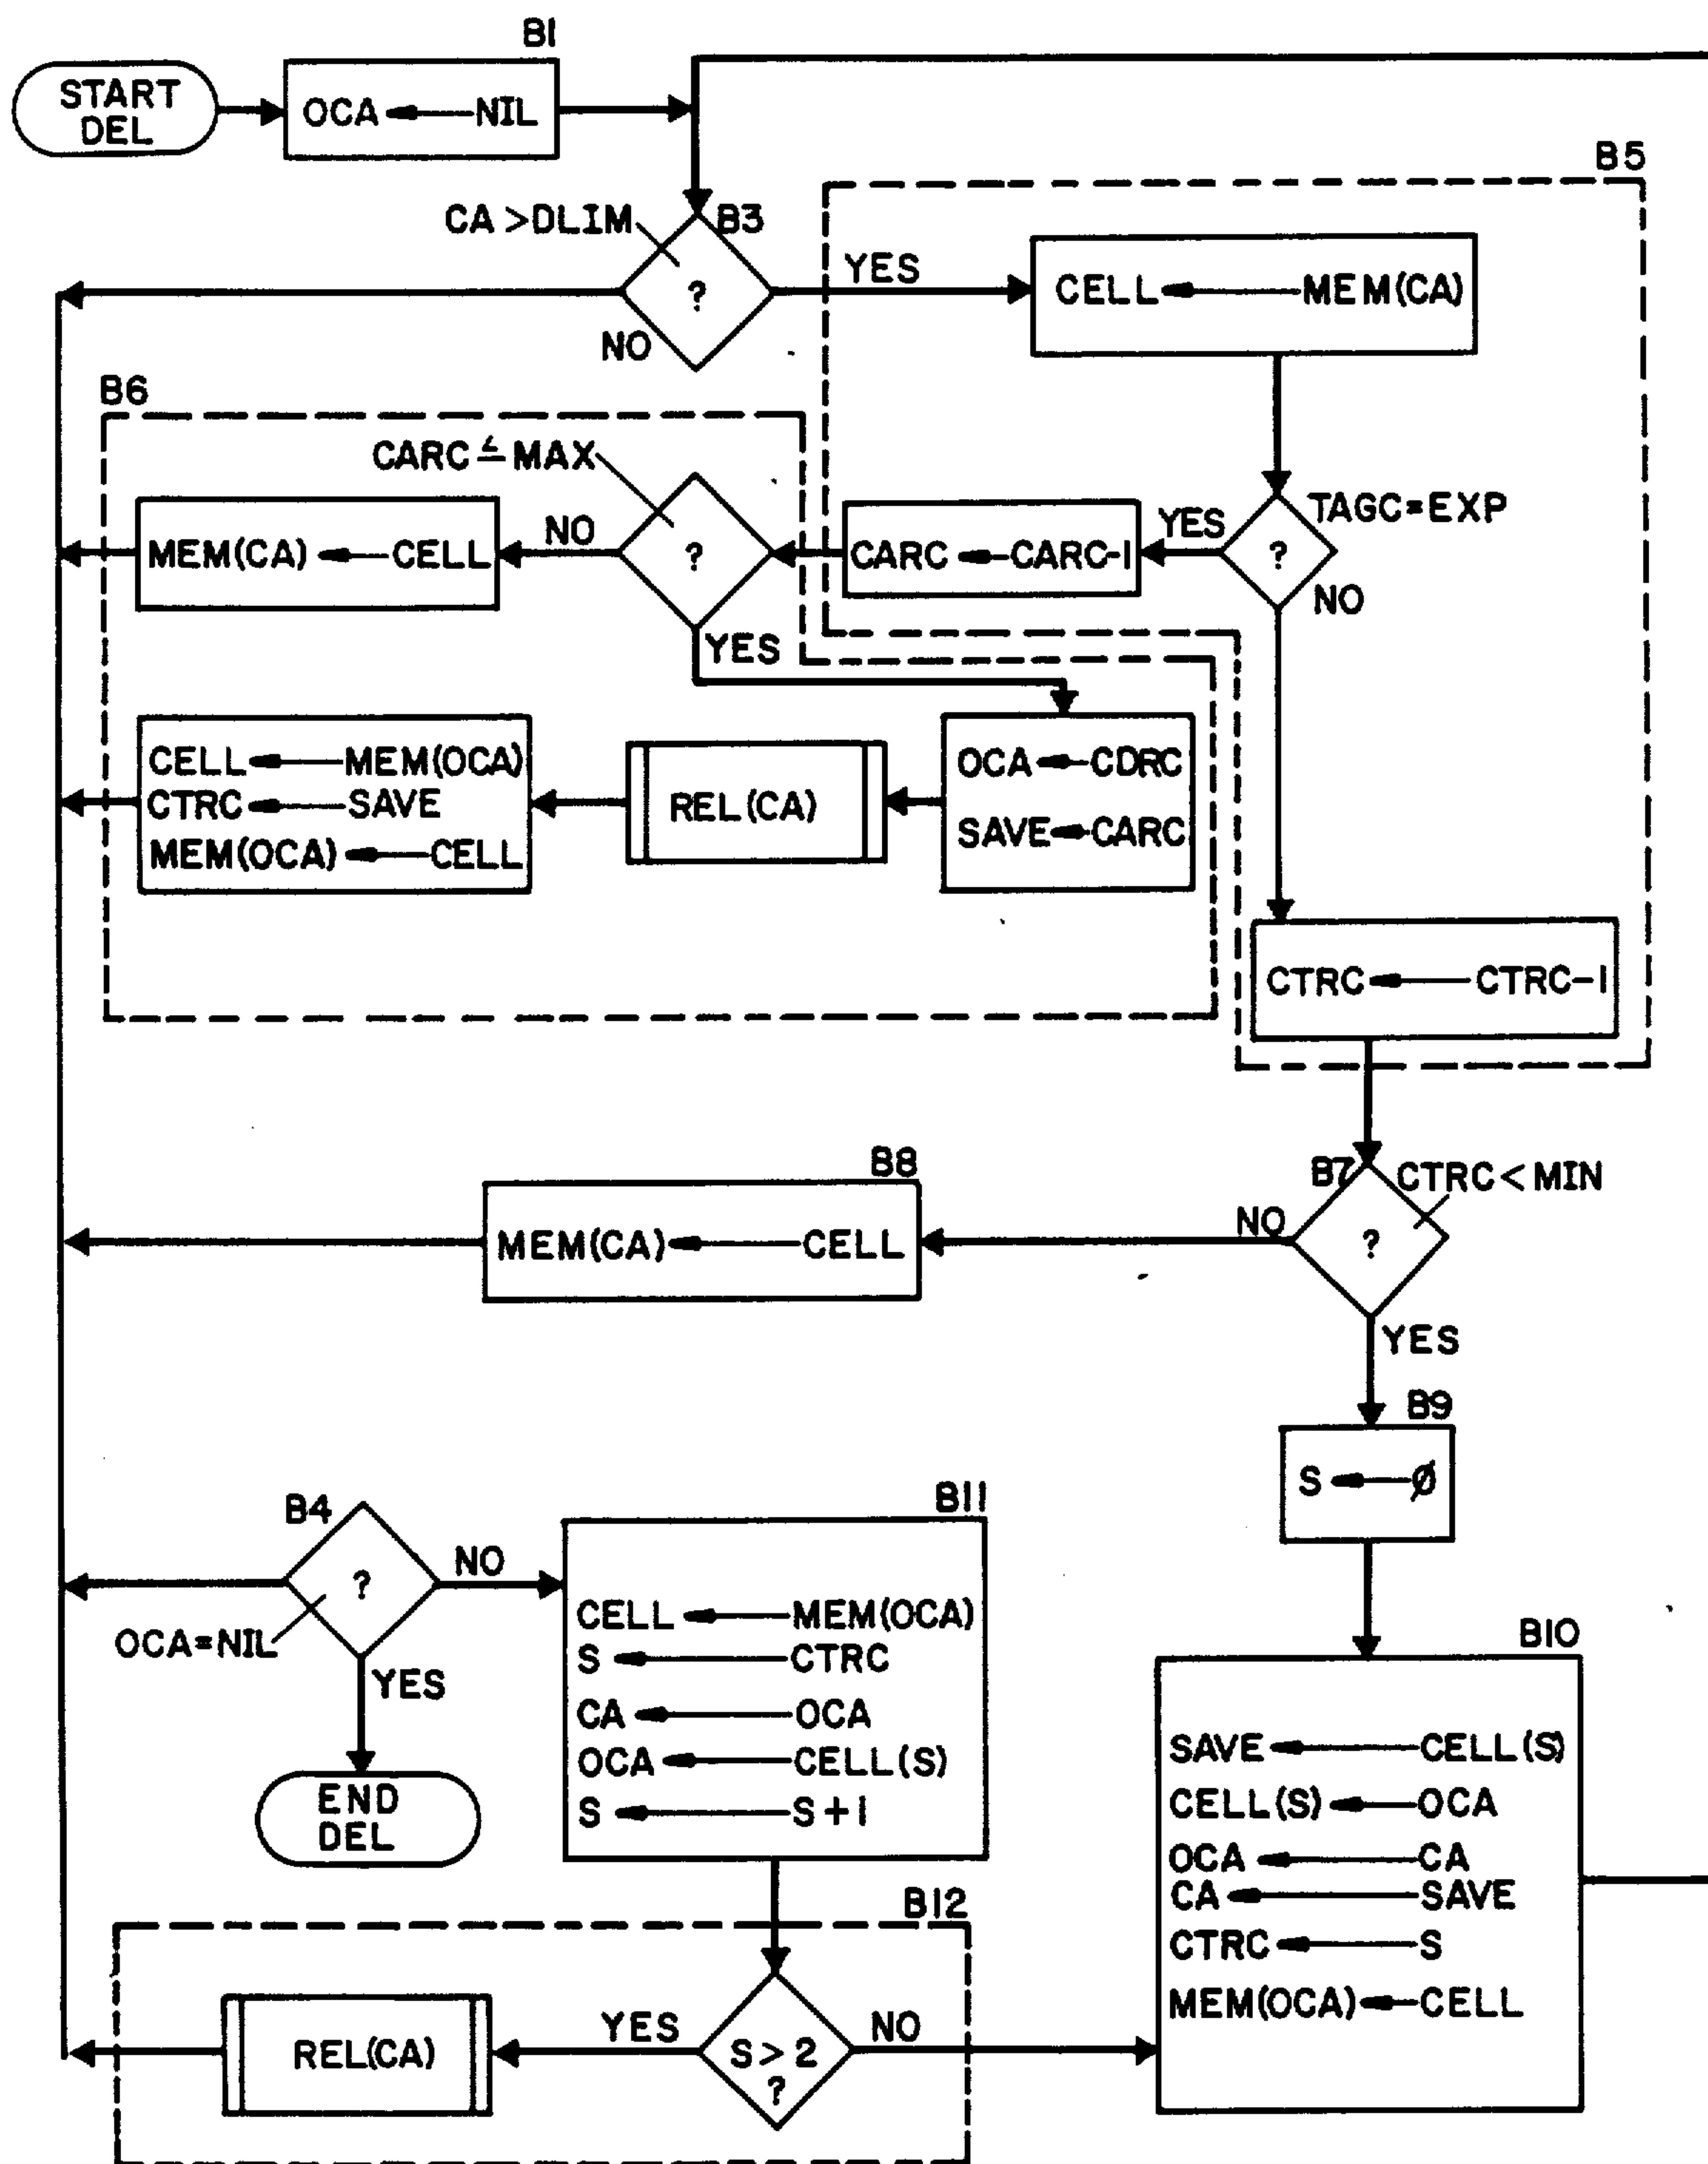 B1
START
DEL
OCA ← NIL
B5
CA > DLIM
B3
?
YES
NO
CELL ← MEM(CA)
B6
CARC ≤ MAX
?
NO
MEM(CA) ← CELL
YES
CARC ← CARC-1
YES
TAGC = EXP
?
NO
CELL ← MEM(OCA)
CTRC ← SAVE
MEM(OCA) ← CELL
REL(CA)
OCA ← CDRC
SAVE ← CARC
CTRC ← CTRC-1
B7
CTRC < MIN
?
NO
YES
B8
MEM(CA) ← CELL
B9
S ← Ø
B4
?
NO
OCA = NIL
YES
END
DEL
B11
CELL ← MEM(OCA)
S ← CTRC
CA ← OCA
OCA ← CELL(S)
S ← S+1
B10
SAVE ← CELL(S)
CELL(S) ← OCA
OCA ← CA
CA ← SAVE
CTRC ← S
MEM(OCA) ← CELL
B12
REL(CA)
YES
S > 2
?
NO